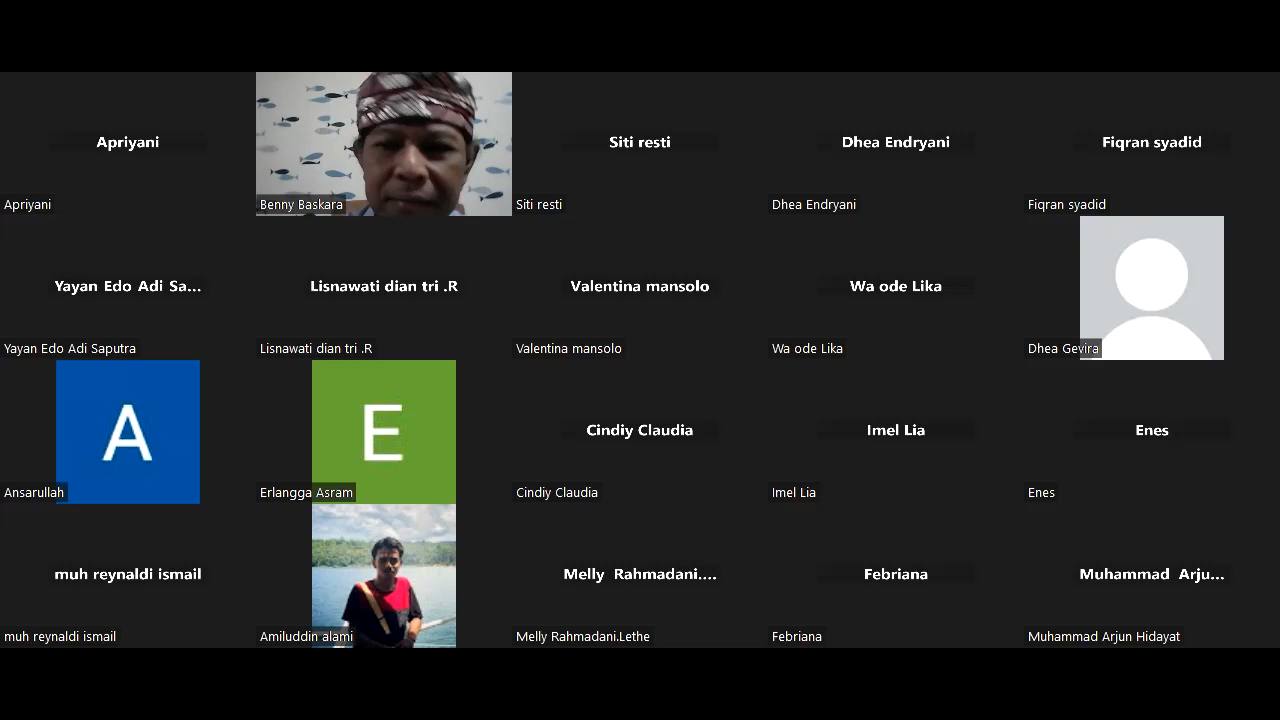 Apriyani
Apriyani
Benny Baskara
Siti resti
Siti resti
Dhea Endryani
Dhea Endryani
Fiqran syadid
Fiqran syadid
Yayan Edo Adi Sa...
Yayan Edo Adi Saputra
Lisnawati dian tri .R
Lisnawati dian tri .R
Valentina mansolo
Valentina mansolo
Wa ode Lika
Wa ode Lika
Dhea Gevira
A
Ansarullah
E
Erlangga Asram
Cindiy Claudia
Cindiy Claudia
Imel Lia
Imel Lia
Enes
Enes
muh reynaldi ismail
muh reynaldi ismail
Amiluddin alami
Melly Rahmadani....
Melly Rahmadani.Lethe
Febriana
Febriana
Muhammad Arju...
Muhammad Arjun Hidayat